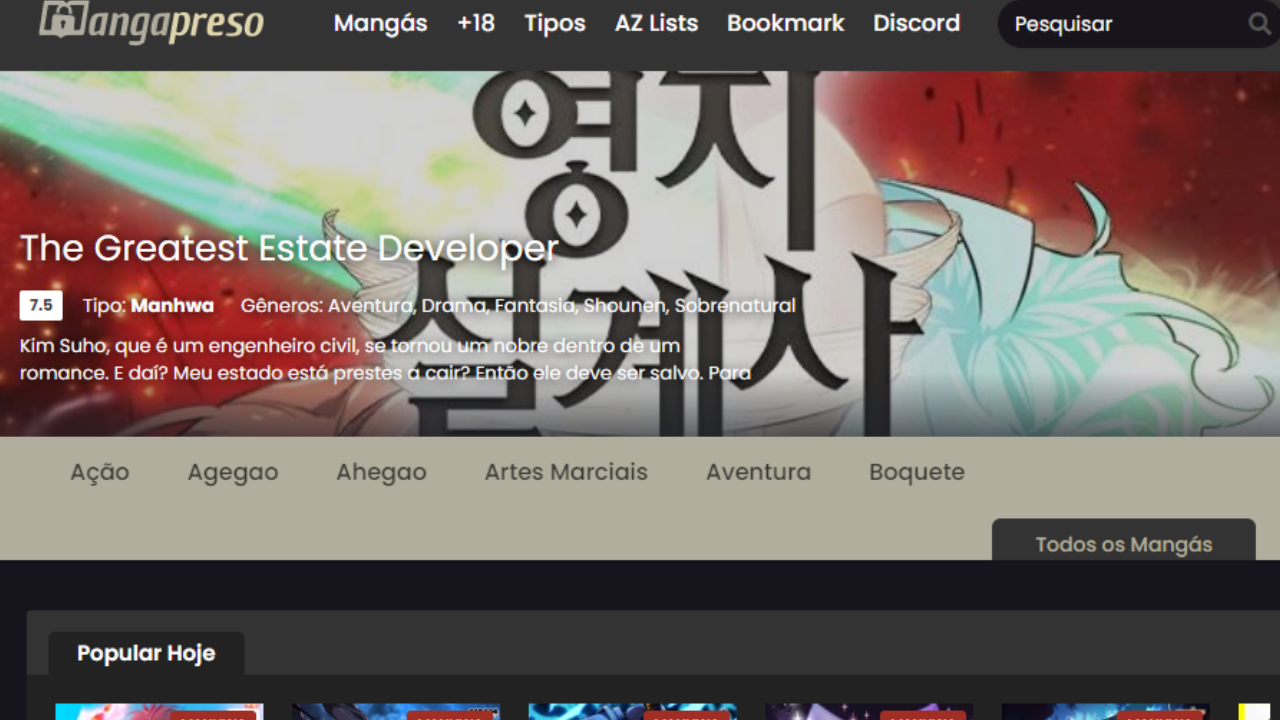 Mangapreso
Mangás +18 Tipos AZ Lists Bookmark Discord Pesquisar
영지
설계사
The Greatest Estate Developer
7.5 Tipo: Manhwa Gêneros: Aventura, Drama, Fantasia, Shounen, Sobrenatural
Kim Suho, que é um engenheiro civil, se tornou um nobre dentro de um
romance. E daí? Meu estado está prestes a cair? Então ele deve ser salvo. Para
Ação Agegao Ahegao Artes Marciais Aventura Boquete
Todos os Mangás
Popular Hoje